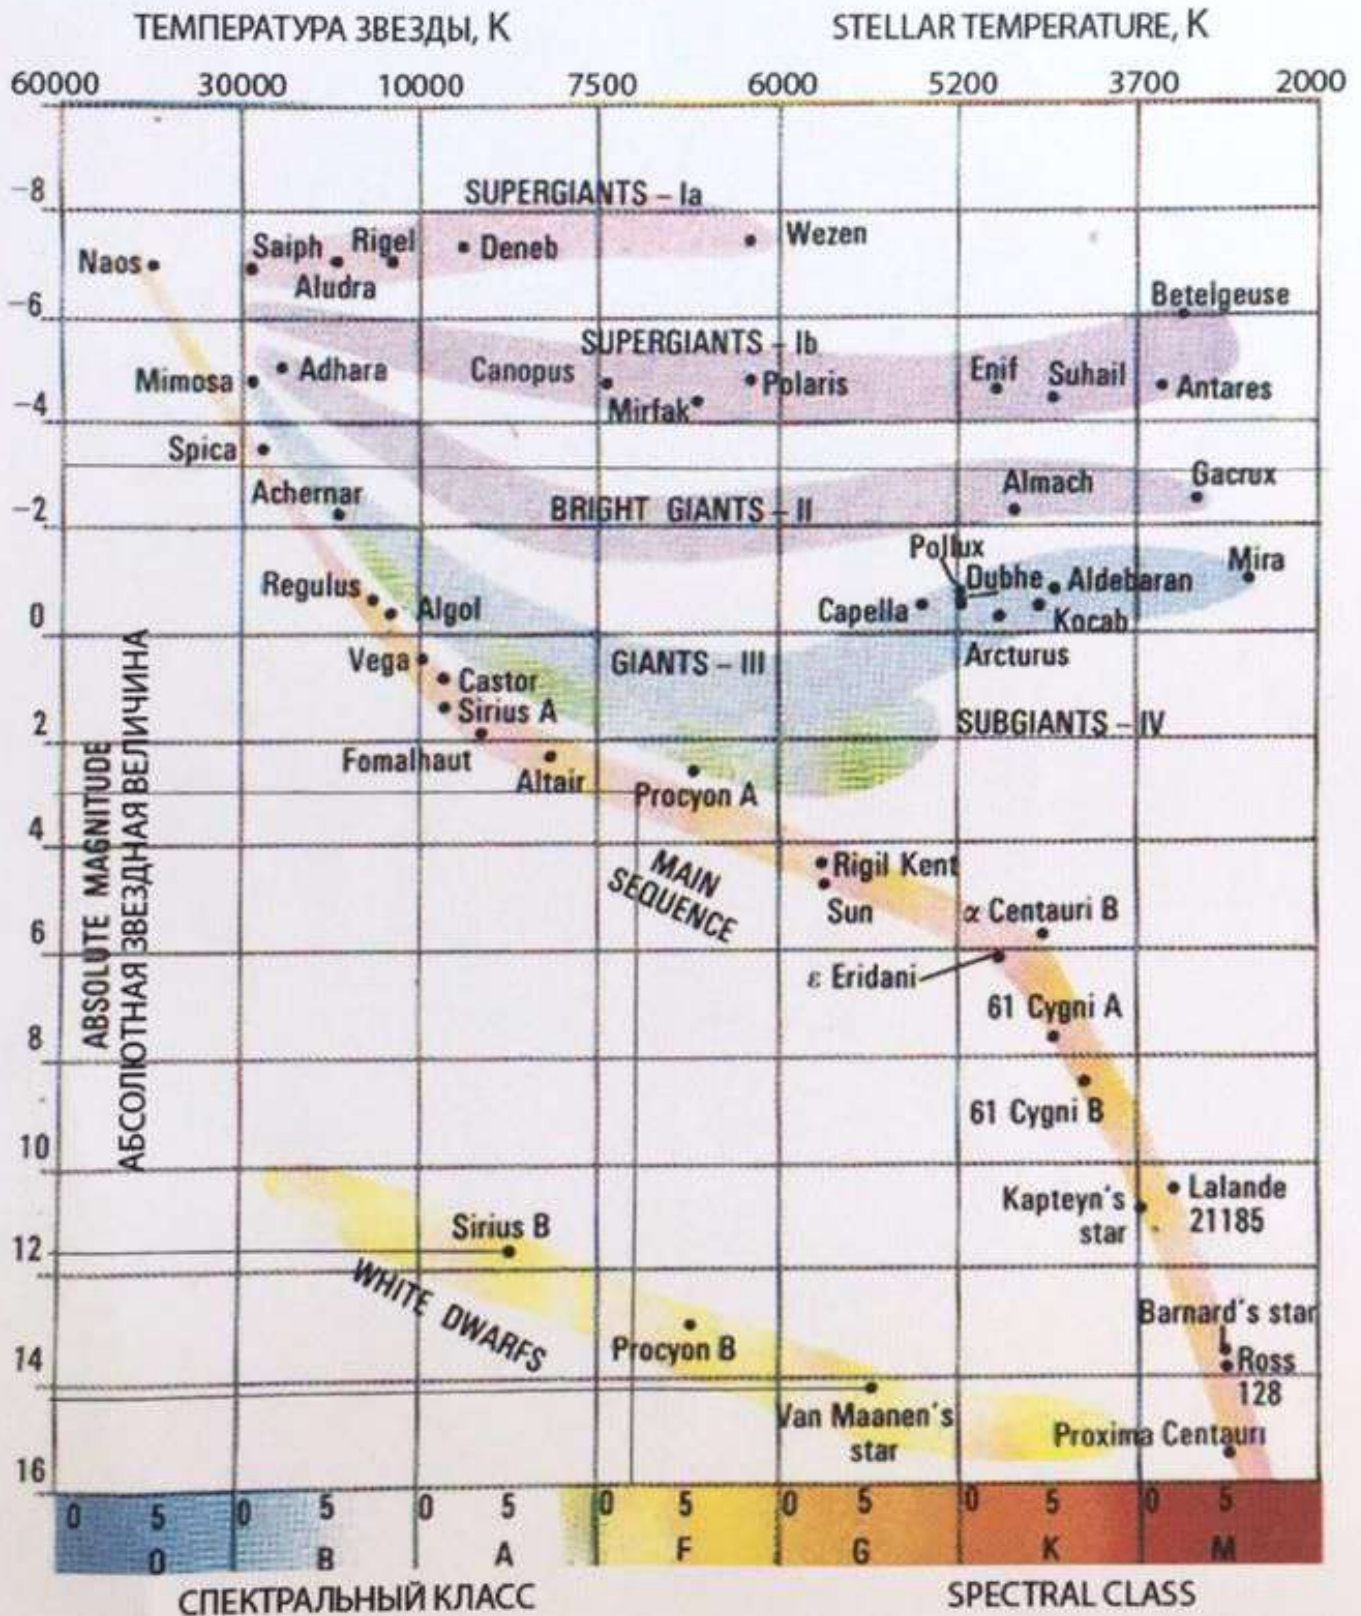 ТЕМПЕРАТУРА ЗВЕЗДЫ, К STELLAR TEMPERATURE, K
60000 30000 10000 7500 6000 5200 3700 2000
-8
SUPERGIANTS – Ia
Wezen
Naos
Saiph
Rigel
Deneb
Aludra
Betelgeuse
-6
SUPERGIANTS – Ib
Mimosa
Adhara
Canopus
Polaris
Enif
Suhail
Antares
Mirfak
-4
Spica
Achernar
Almach
Gacrux
-2
BRIGHT GIANTS – II
Pollux
Mira
Regulus
Dubhe
Aldebaran
Algol
Capella
Kocab
0
Vega
GIANTS – III
Arcturus
Castor
Sirius A
SUBGIANTS – IV
2
Fomalhaut
Altair
Procyon A
4
MAIN
SEQUENCE
Rigil Kent
Sun
α Centauri B
6
ε Eridani
61 Cygni A
8
61 Cygni B
10
Kapteyn's
star
Lalande
21185
Sirius B
12
WHITE DWARFS
Barnard's star
Procyon B
Ross
128
14
Van Maanen's
star
Proxima Centauri
16
ABSOLUTE MAGNITUDE
АБСОЛЮТНАЯ ЗВЕЗДНАЯ ВЕЛИЧИНА
0 5 0 5 0 5 0 5 0 5 0 5 0 5
O B A F G K M
СПЕКТРАЛЬНЫЙ КЛАСС SPECTRAL CLASS